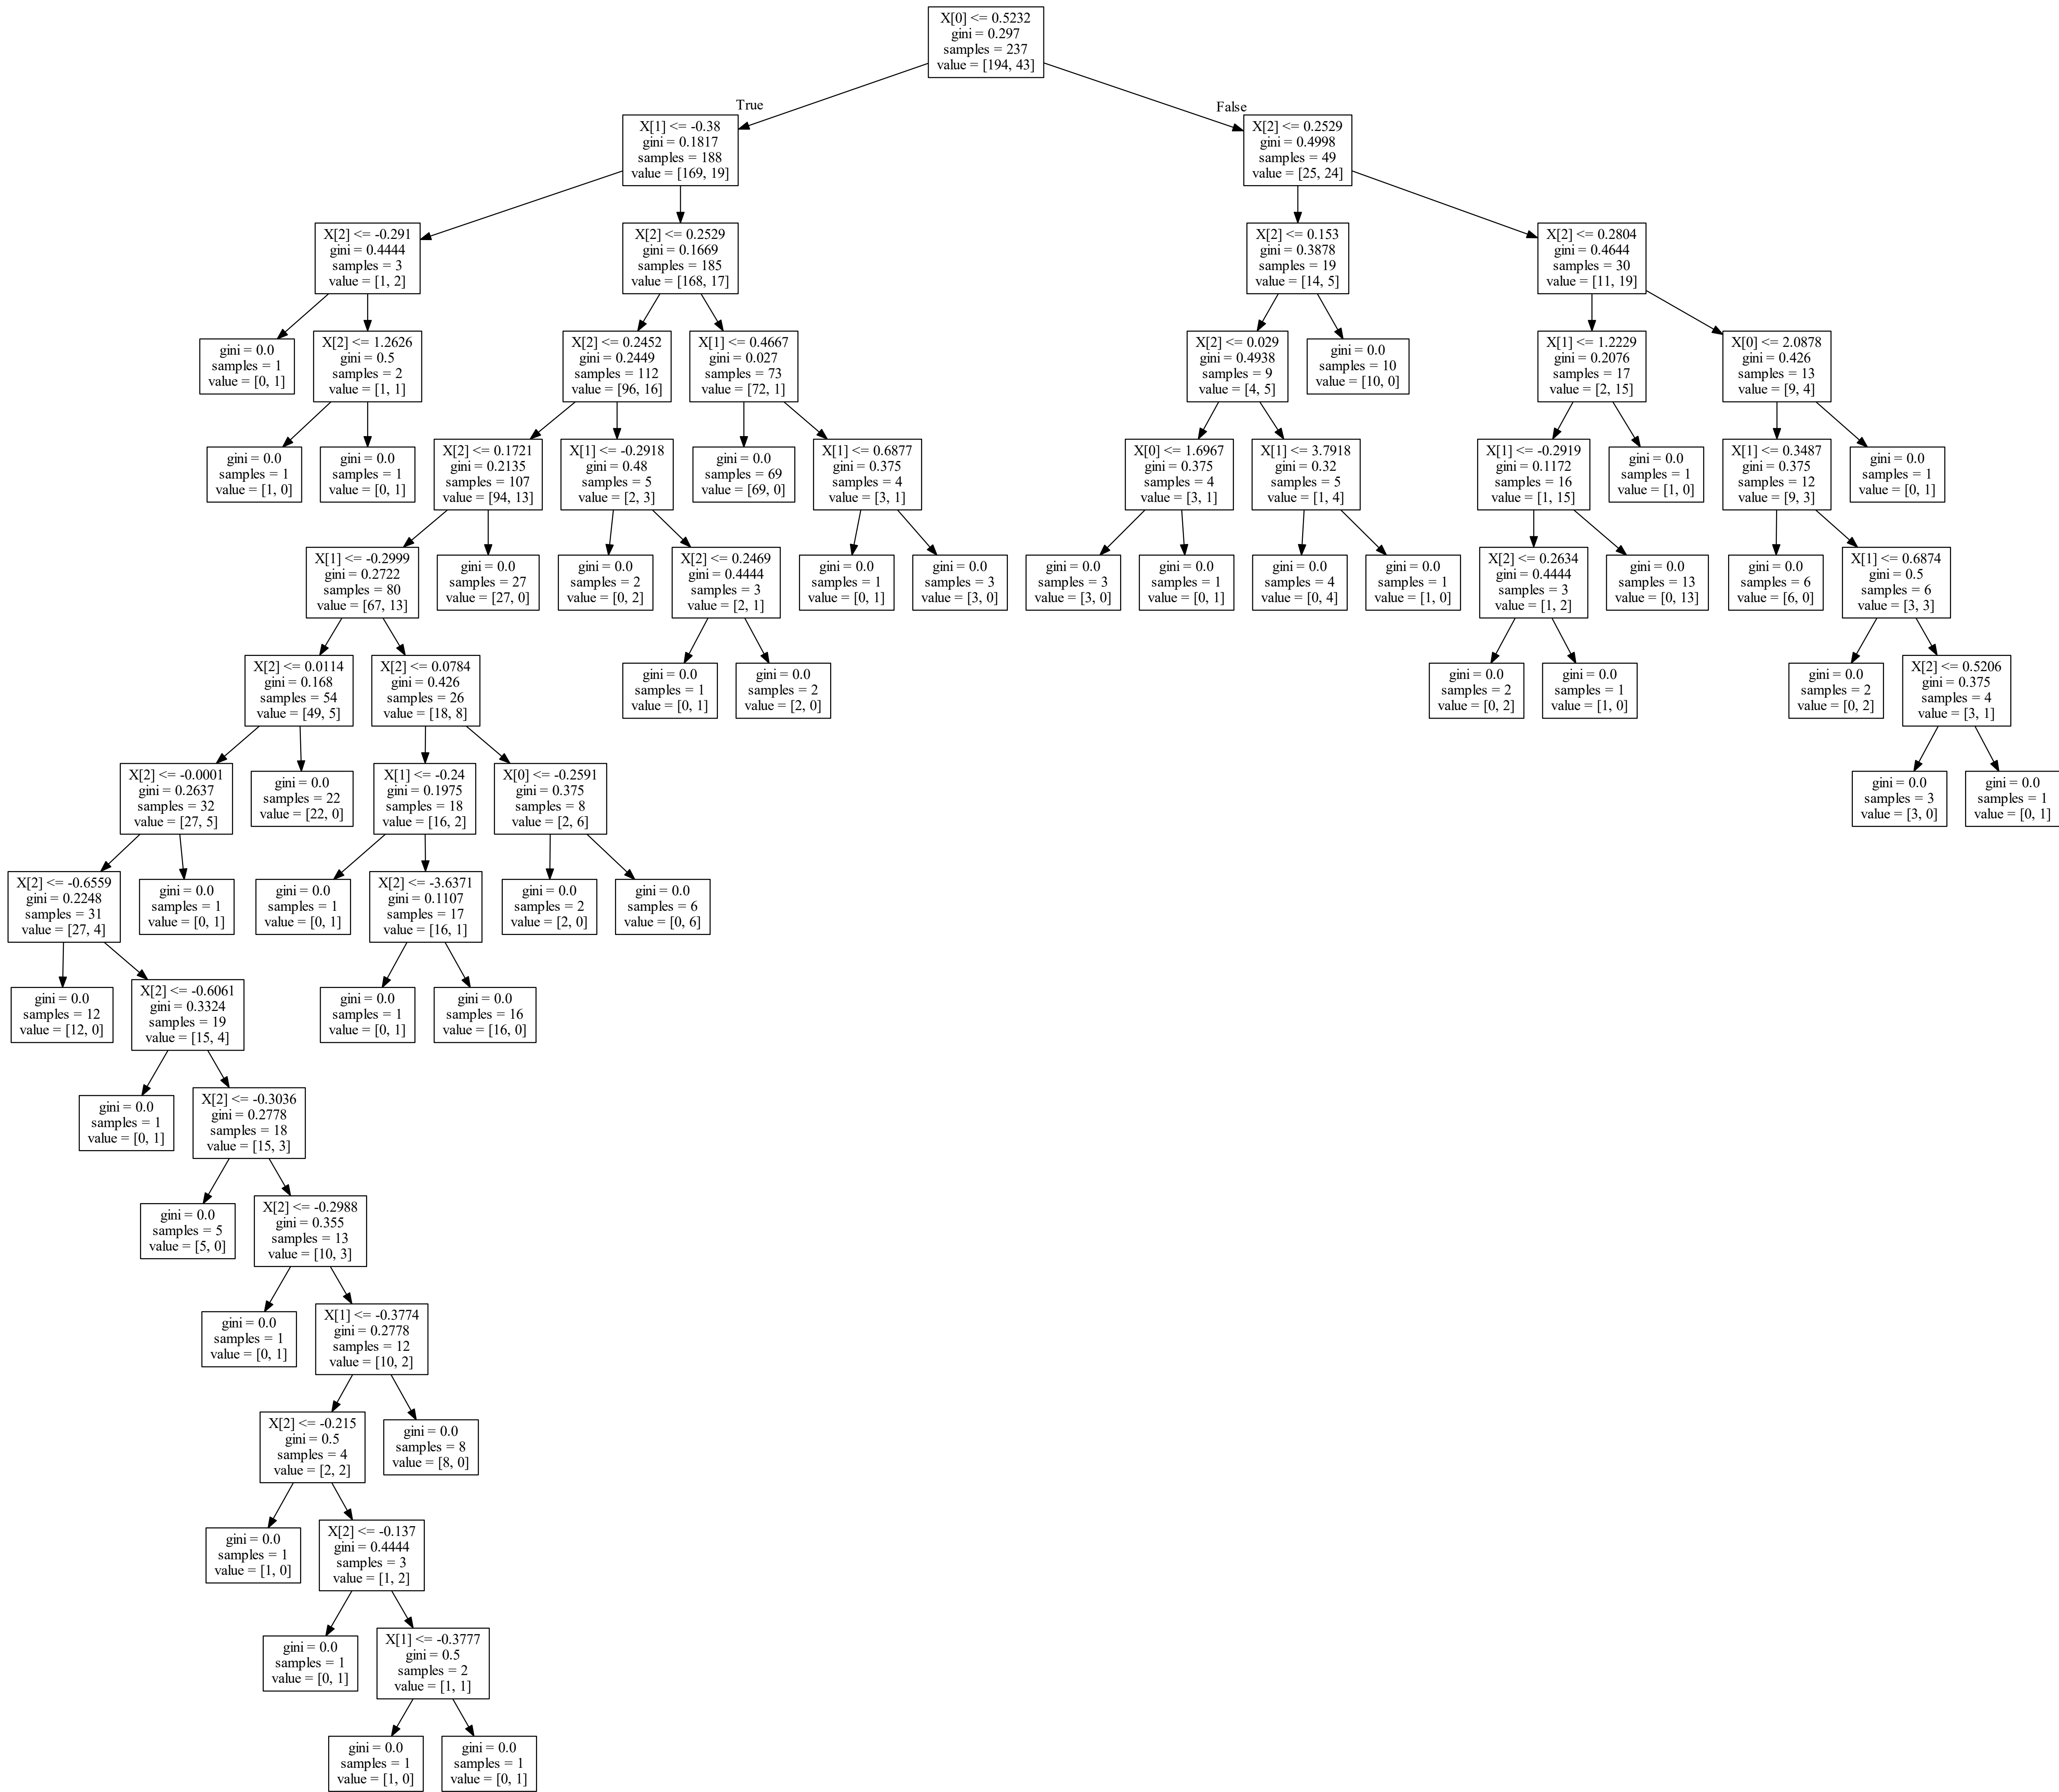 X[0] <= 0.5232
gini = 0.297
samples = 237
value = [194, 43]
True
False
X[1] <= -0.38
gini = 0.1817
samples = 188
value = [169, 19]
X[2] <= 0.2529
gini = 0.4998
samples = 49
value = [25, 24]
X[2] <= -0.291
gini = 0.4444
samples = 3
value = [1, 2]
X[2] <= 0.2529
gini = 0.1669
samples = 185
value = [168, 17]
X[2] <= 0.153
gini = 0.3878
samples = 19
value = [14, 5]
X[2] <= 0.2804
gini = 0.4644
samples = 30
value = [11, 19]
gini = 0.0
samples = 1
value = [0, 1]
X[2] <= 1.2626
gini = 0.5
samples = 2
value = [1, 1]
X[2] <= 0.2452
gini = 0.2449
samples = 112
value = [96, 16]
X[1] <= 0.4667
gini = 0.027
samples = 73
value = [72, 1]
X[2] <= 0.029
gini = 0.4938
samples = 9
value = [4, 5]
gini = 0.0
samples = 10
value = [10, 0]
X[1] <= 1.2229
gini = 0.2076
samples = 17
value = [2, 15]
X[0] <= 2.0878
gini = 0.426
samples = 13
value = [9, 4]
gini = 0.0
samples = 1
value = [1, 0]
gini = 0.0
samples = 1
value = [0, 1]
X[2] <= 0.1721
gini = 0.2135
samples = 107
value = [94, 13]
X[1] <= -0.2918
gini = 0.48
samples = 5
value = [2, 3]
gini = 0.0
samples = 69
value = [69, 0]
X[1] <= 0.6877
gini = 0.375
samples = 4
value = [3, 1]
X[0] <= 1.6967
gini = 0.375
samples = 4
value = [3, 1]
X[1] <= 3.7918
gini = 0.32
samples = 5
value = [1, 4]
X[1] <= -0.2919
gini = 0.1172
samples = 16
value = [1, 15]
gini = 0.0
samples = 1
value = [1, 0]
X[1] <= 0.3487
gini = 0.375
samples = 12
value = [9, 3]
gini = 0.0
samples = 1
value = [0, 1]
X[1] <= -0.2999
gini = 0.2722
samples = 80
value = [67, 13]
gini = 0.0
samples = 27
value = [27, 0]
gini = 0.0
samples = 2
value = [0, 2]
X[2] <= 0.2469
gini = 0.4444
samples = 3
value = [2, 1]
gini = 0.0
samples = 1
value = [0, 1]
gini = 0.0
samples = 3
value = [3, 0]
gini = 0.0
samples = 3
value = [3, 0]
gini = 0.0
samples = 1
value = [0, 1]
gini = 0.0
samples = 4
value = [0, 4]
gini = 0.0
samples = 1
value = [1, 0]
X[2] <= 0.2634
gini = 0.4444
samples = 3
value = [1, 2]
gini = 0.0
samples = 13
value = [0, 13]
gini = 0.0
samples = 6
value = [6, 0]
X[1] <= 0.6874
gini = 0.5
samples = 6
value = [3, 3]
X[2] <= 0.0114
gini = 0.168
samples = 54
value = [49, 5]
X[2] <= 0.0784
gini = 0.426
samples = 26
value = [18, 8]
gini = 0.0
samples = 1
value = [0, 1]
gini = 0.0
samples = 2
value = [2, 0]
gini = 0.0
samples = 2
value = [0, 2]
gini = 0.0
samples = 1
value = [1, 0]
gini = 0.0
samples = 2
value = [0, 2]
X[2] <= 0.5206
gini = 0.375
samples = 4
value = [3, 1]
X[2] <= -0.0001
gini = 0.2637
samples = 32
value = [27, 5]
gini = 0.0
samples = 22
value = [22, 0]
X[1] <= -0.24
gini = 0.1975
samples = 18
value = [16, 2]
X[0] <= -0.2591
gini = 0.375
samples = 8
value = [2, 6]
gini = 0.0
samples = 3
value = [3, 0]
gini = 0.0
samples = 1
value = [0, 1]
X[2] <= -0.6559
gini = 0.2248
samples = 31
value = [27, 4]
gini = 0.0
samples = 1
value = [0, 1]
gini = 0.0
samples = 1
value = [0, 1]
X[2] <= -3.6371
gini = 0.1107
samples = 17
value = [16, 1]
gini = 0.0
samples = 2
value = [2, 0]
gini = 0.0
samples = 6
value = [0, 6]
gini = 0.0
samples = 12
value = [12, 0]
X[2] <= -0.6061
gini = 0.3324
samples = 19
value = [15, 4]
gini = 0.0
samples = 1
value = [0, 1]
gini = 0.0
samples = 16
value = [16, 0]
gini = 0.0
samples = 1
value = [0, 1]
X[2] <= -0.3036
gini = 0.2778
samples = 18
value = [15, 3]
gini = 0.0
samples = 5
value = [5, 0]
X[2] <= -0.2988
gini = 0.355
samples = 13
value = [10, 3]
gini = 0.0
samples = 1
value = [0, 1]
X[1] <= -0.3774
gini = 0.2778
samples = 12
value = [10, 2]
X[2] <= -0.215
gini = 0.5
samples = 4
value = [2, 2]
gini = 0.0
samples = 8
value = [8, 0]
gini = 0.0
samples = 1
value = [1, 0]
X[2] <= -0.137
gini = 0.4444
samples = 3
value = [1, 2]
gini = 0.0
samples = 1
value = [0, 1]
X[1] <= -0.3777
gini = 0.5
samples = 2
value = [1, 1]
gini = 0.0
samples = 1
value = [1, 0]
gini = 0.0
samples = 1
value = [0, 1]